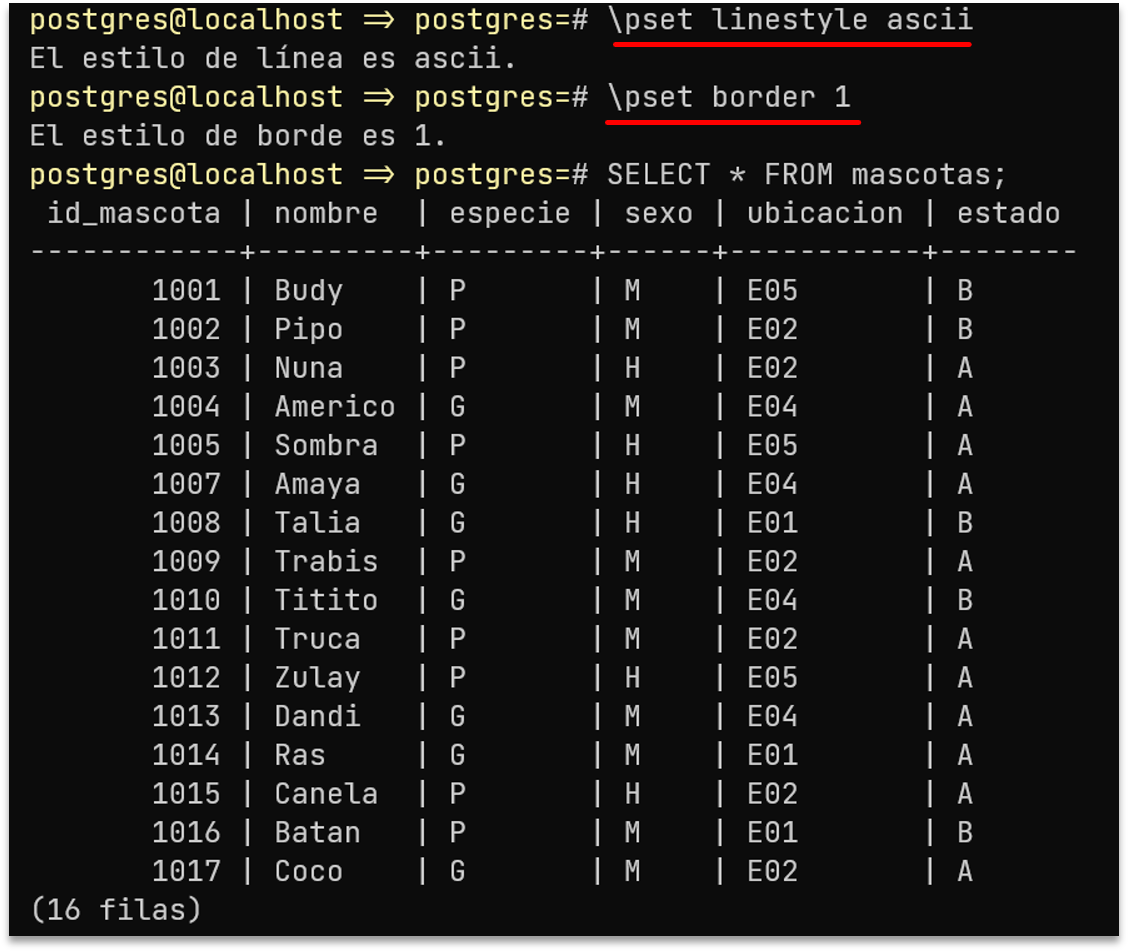 postgres@localhost => postgres=# \pset linestyle ascii
El estilo de línea es ascii.
postgres@localhost => postgres=# \pset border 1
El estilo de borde es 1.
postgres@localhost => postgres=# SELECT * FROM mascotas;
 id_mascota | nombre  | especie | sexo | ubicacion | estado
------------+---------+---------+------+-----------+--------
       1001 | Budy    | P       | M    | E05       | B
       1002 | Pipo    | P       | M    | E02       | B
       1003 | Nuna    | P       | H    | E02       | A
       1004 | Americo | G       | M    | E04       | A
       1005 | Sombra  | P       | H    | E05       | A
       1007 | Amaya   | G       | H    | E04       | A
       1008 | Talia   | G       | H    | E01       | B
       1009 | Trabis  | P       | M    | E02       | A
       1010 | Titito  | G       | M    | E04       | B
       1011 | Truca   | P       | M    | E02       | A
       1012 | Zulay   | P       | H    | E05       | A
       1013 | Dandi   | G       | M    | E04       | A
       1014 | Ras     | G       | M    | E01       | A
       1015 | Canela  | P       | H    | E02       | A
       1016 | Batan   | P       | M    | E01       | B
       1017 | Coco    | G       | M    | E02       | A
(16 filas)